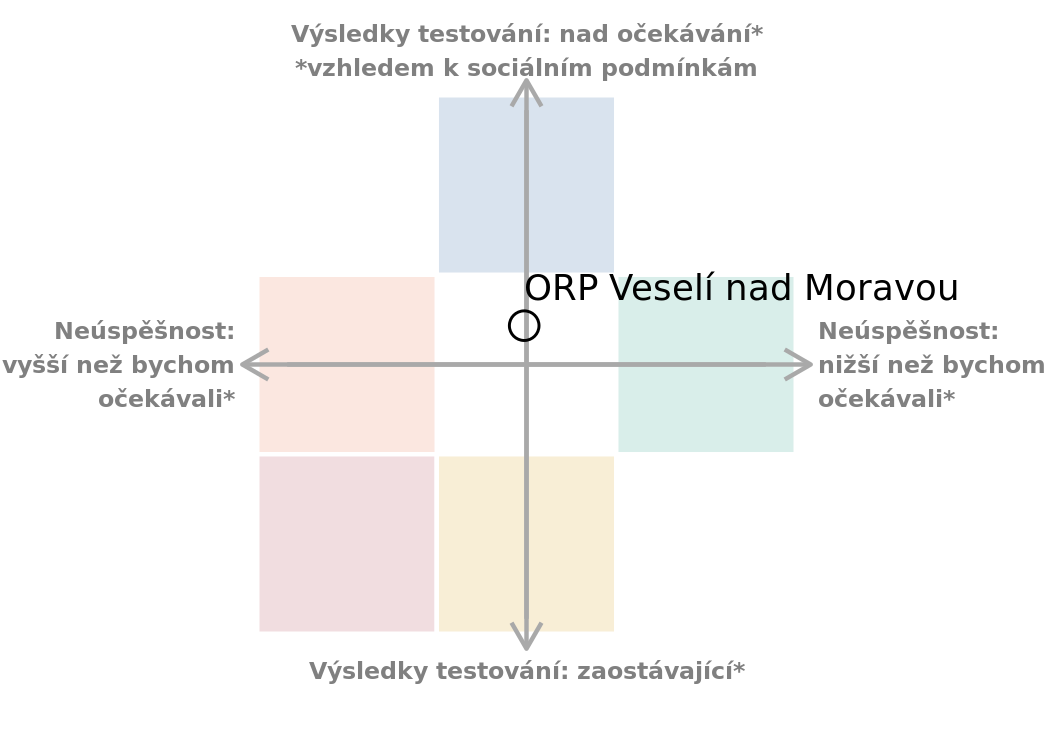 Výsledky testování: nad očekávání*
*vzhledem k sociálním podmínkám
ORP Veselí nad Moravou
Neúspěšnost:
vyšší než bychom
očekávali*
Neúspěšnost:
nižší než bychom
očekávali*
Výsledky testování: zaostávající*